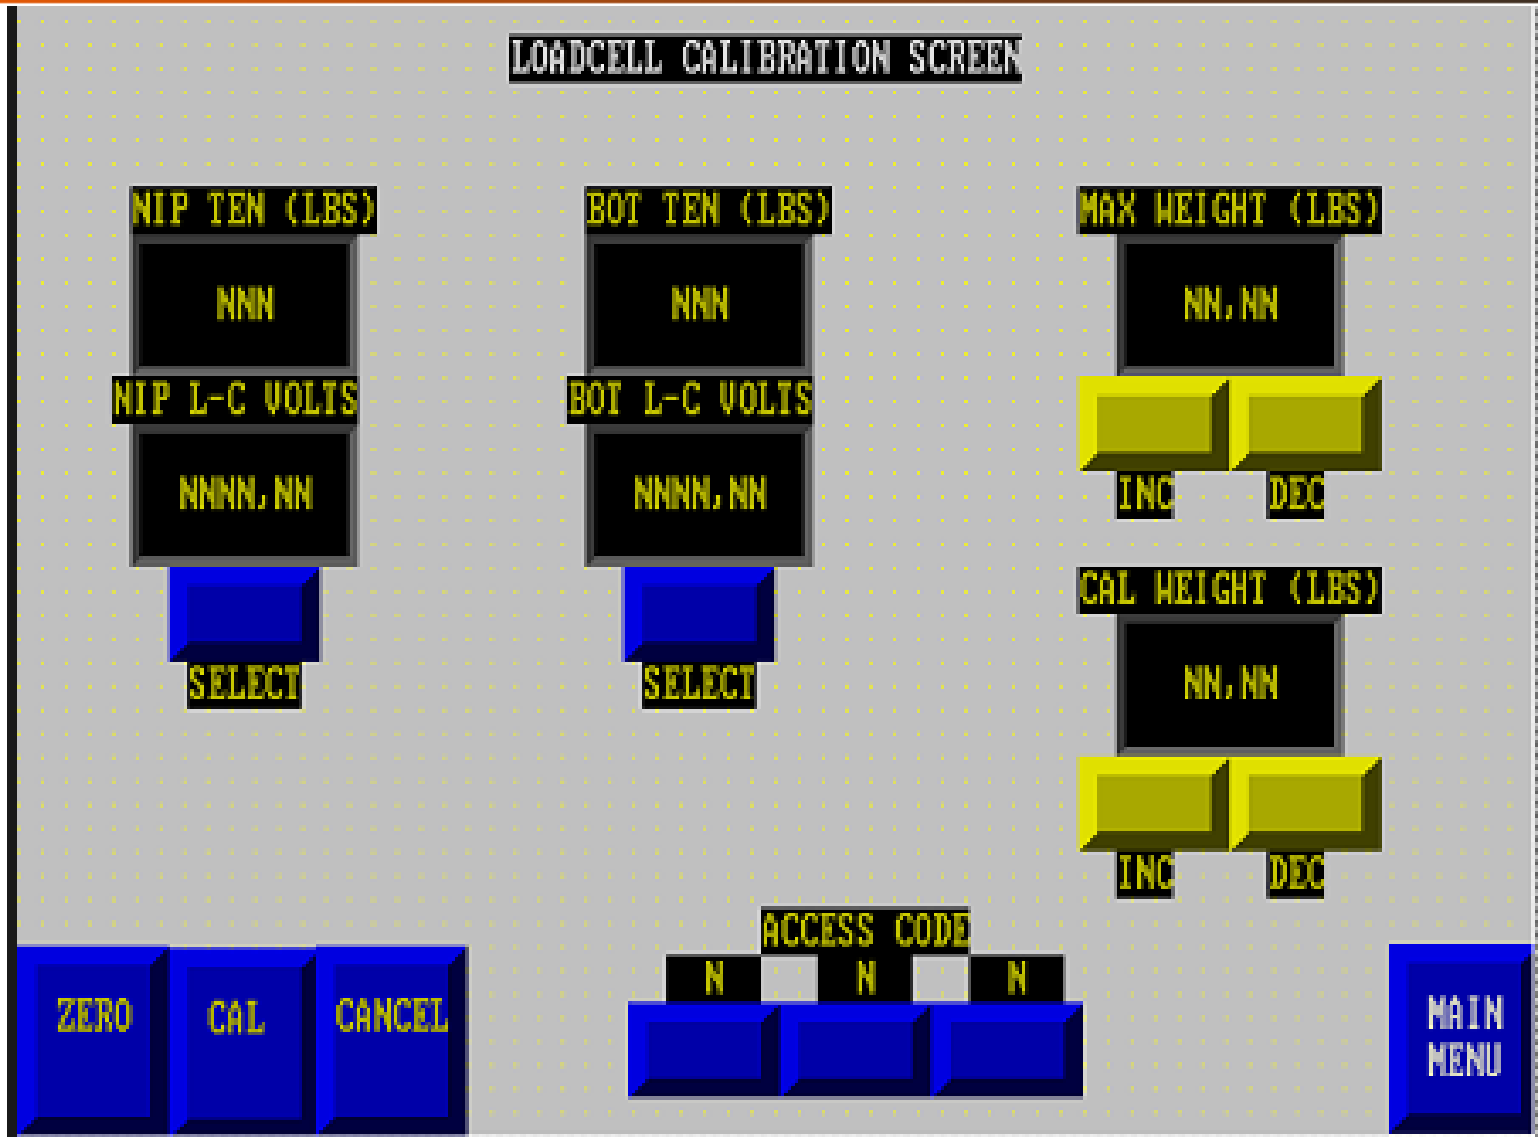 LOADCELL CALIBRATION SCREEN
NIP TEN (LBS)
NNN
NIP L-C VOLTS
NNNN.NN
SELECT
BOT TEN (LBS)
NNN
BOT L-C VOLTS
NNNN.NN
SELECT
MAX WEIGHT (LBS)
NN.NN
INC DEC
CAL WEIGHT (LBS)
NN.NN
INC DEC
ACCESS CODE
N N N
ZERO CAL CANCEL
MAIN
MENU